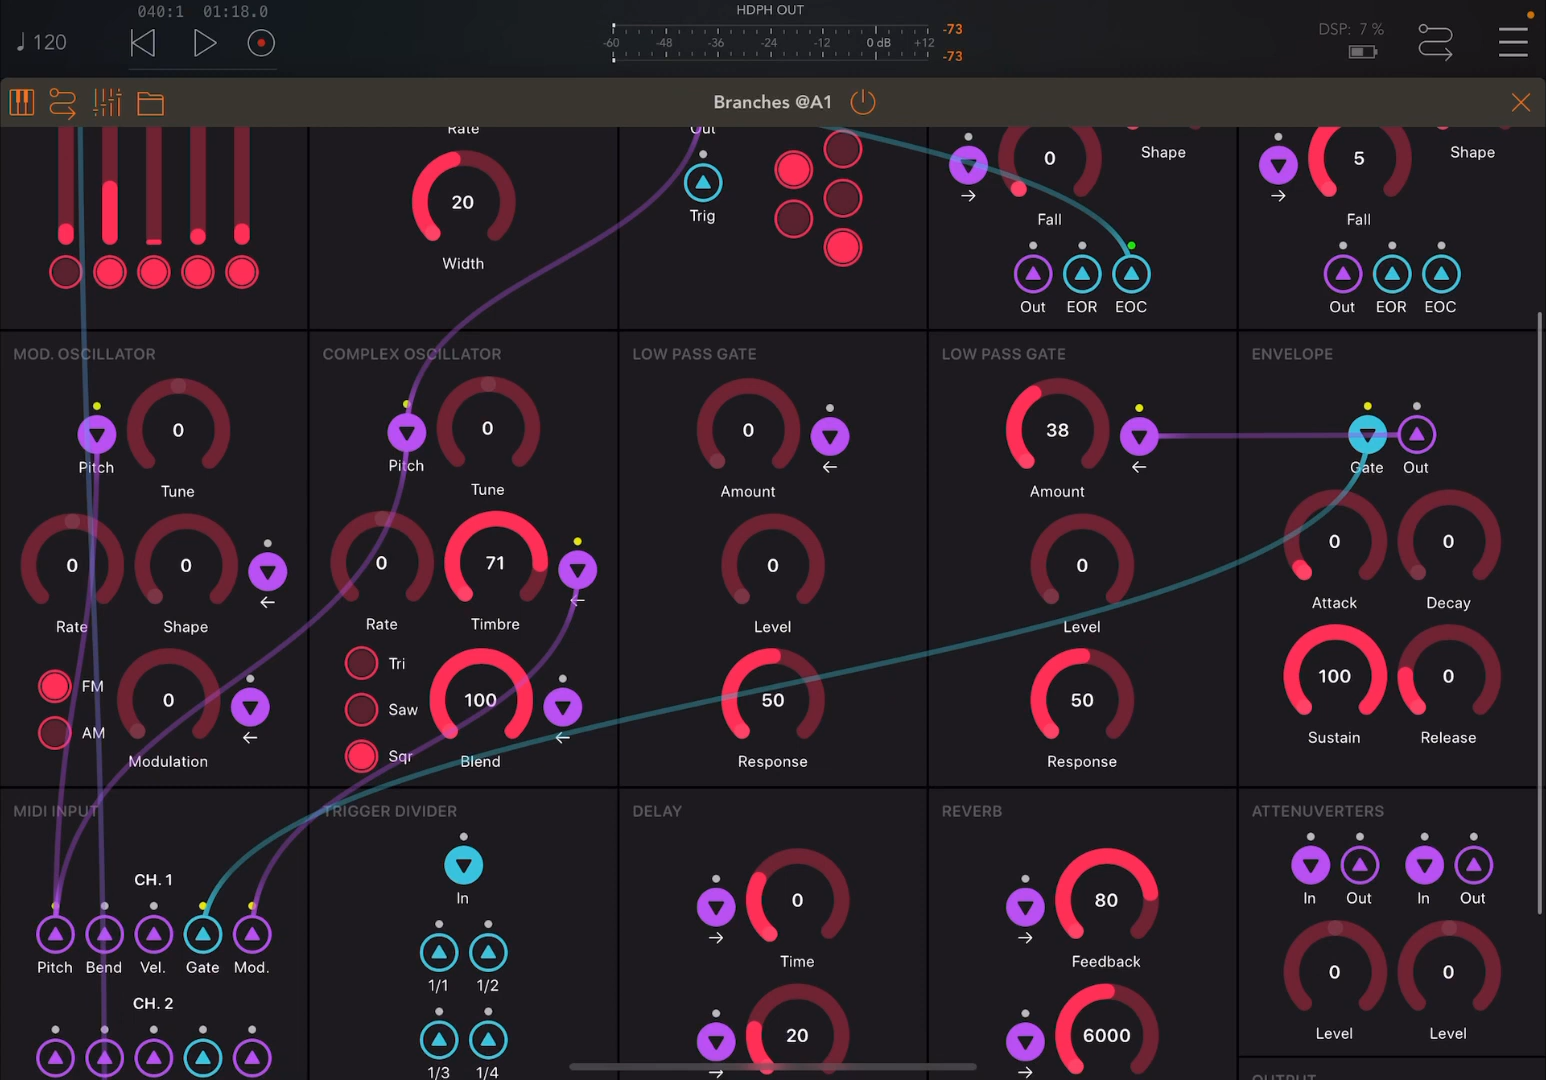 040:1 01:18.0
HDPH OUT
♩ 120
-60 -48 -36 -24 -12 0 dB +12
-73
-73
DSP: 7 %
Branches @A1
Rate
20
Width
Out
Trig
0
Shape
→
Fall
Out EOR EOC
5
Shape
→
Fall
Out EOR EOC
MOD. OSCILLATOR
0
Pitch
Tune
0
0
←
Rate
Shape
FM
0
AM
←
Modulation
COMPLEX OSCILLATOR
0
Pitch
Tune
0
71
←
Rate
Timbre
Tri
Saw
100
←
Sqr
Blend
LOW PASS GATE
0
←
Amount
0
Level
50
Response
LOW PASS GATE
38
←
Amount
0
Level
50
Response
ENVELOPE
Gate Out
0
0
Attack
Decay
100
0
Sustain
Release
MIDI INPUT
CH. 1
Pitch Bend Vel. Gate Mod.
CH. 2
TRIGGER DIVIDER
In
1/1 1/2
1/3 1/4
DELAY
0
→
Time
20
→
REVERB
80
→
Feedback
6000
→
ATTENUVERTERS
In Out In Out
0
0
Level
Level
OUTPUT